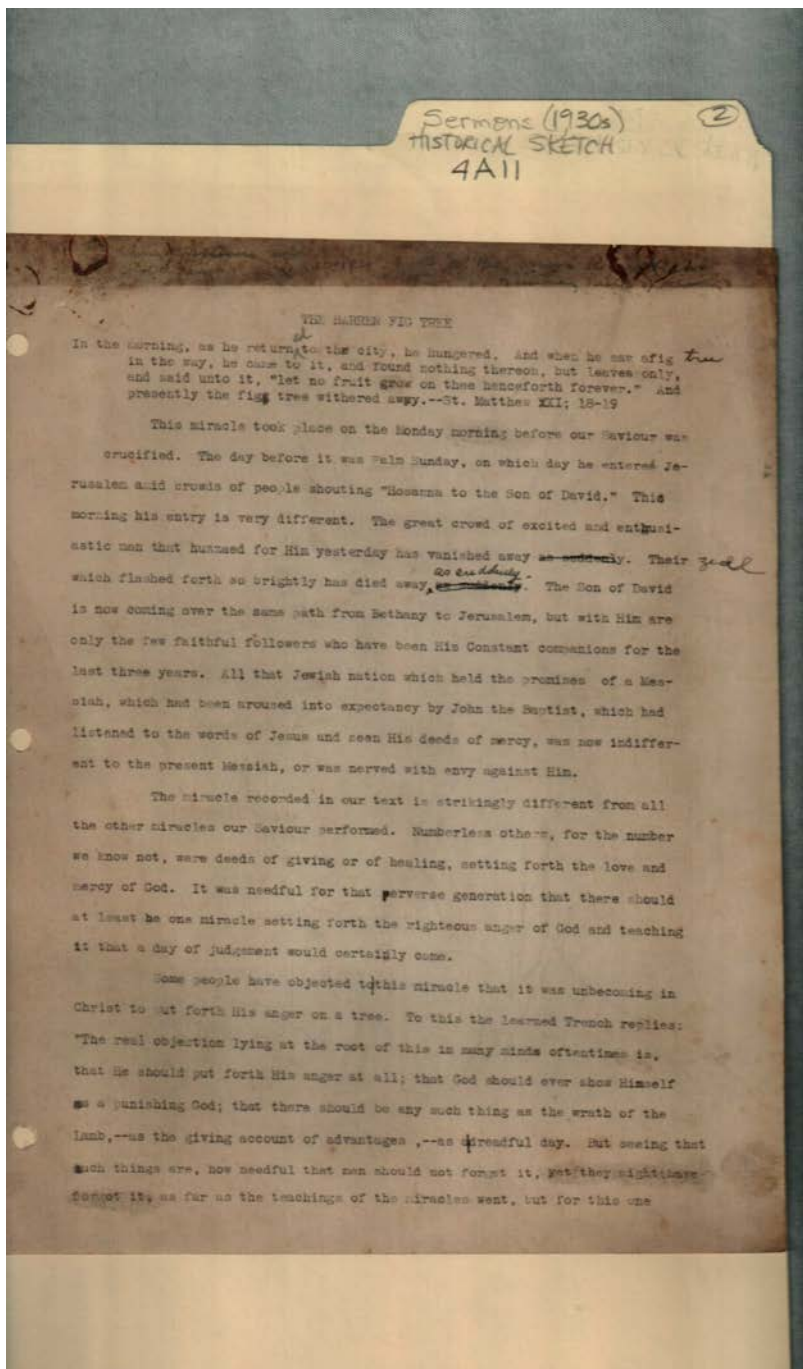 Sermons (1930s) ②
HISTORICAL SKETCH
4A11
THE BARREN FIG TREE
In the morning, as he returned to the city, he hungered. And when he saw afig tree
in the way, he came to it, and found nothing thereon, but leaves only,
and said unto it, "let no fruit grow on thee henceforth forever." And
presently the fig tree withered away.--St. Matthew XXI; 18-19
This miracle took place on the Monday morning before our Saviour was
crucified. The day before it was Palm Sunday, on which day he entered Je-
rusalem amid crowds of people shouting "Hosanna to the Son of David." This
morning his entry is very different. The great crowd of excited and enthusi-
astic men that huzzaed for Him yesterday has vanished away as suddenly. Their zeal
which flashed forth so brightly has died away, as suddenly. The Son of David
is now coming over the same path from Bethany to Jerusalem, but with Him are
only the few faithful followers who have been His Constant companions for the
last three years. All that Jewish nation which held the promises of a Mes-
siah, which had been aroused into expectancy by John the Baptist, which had
listened to the words of Jesus and seen His deeds of mercy, was now indiffer-
ent to the present Messiah, or was nerved with envy against Him.
The miracle recorded in our text is strikingly different from all
the other miracles our Saviour performed. Numberless others, for the number
we know not, were deeds of giving or of healing, setting forth the love and
mercy of God. It was needful for that perverse generation that there should
at least be one miracle setting forth the righteous anger of God and teaching
it that a day of judgement would certainly come.
Some people have objected to this miracle that it was unbecoming in
Christ to put forth His anger on a tree. To this the learned Trench replies:
"The real objection lying at the root of this in many minds oftentimes is,
that He should put forth His anger at all; that God should ever show Himself
as a punishing God; that there should be any such thing as the wrath of the
Lamb,--as the giving account of advantages ,--as a dreadful day. But seeing that
such things are, how needful that men should not forget it, yet they might have
forgot it, as far as the teachings of the miracles went, but for this one